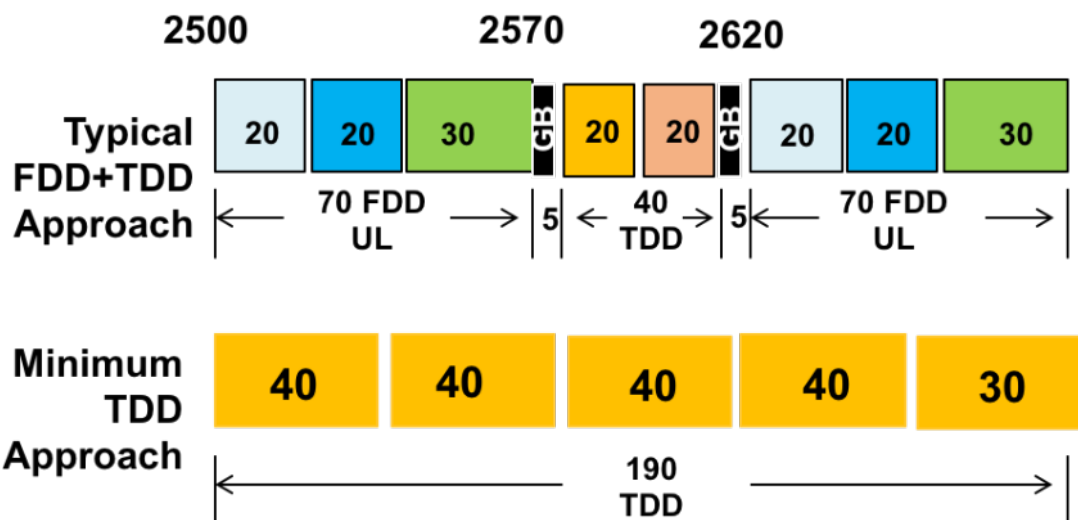 2500 2570 2620
Typical
FDD+TDD
Approach
20 20 30 GB 20 20 GB 20 20 30
70 FDD
UL
5
40
TDD
5
70 FDD
UL
Minimum
TDD
Approach
40 40 40 40 30
190
TDD